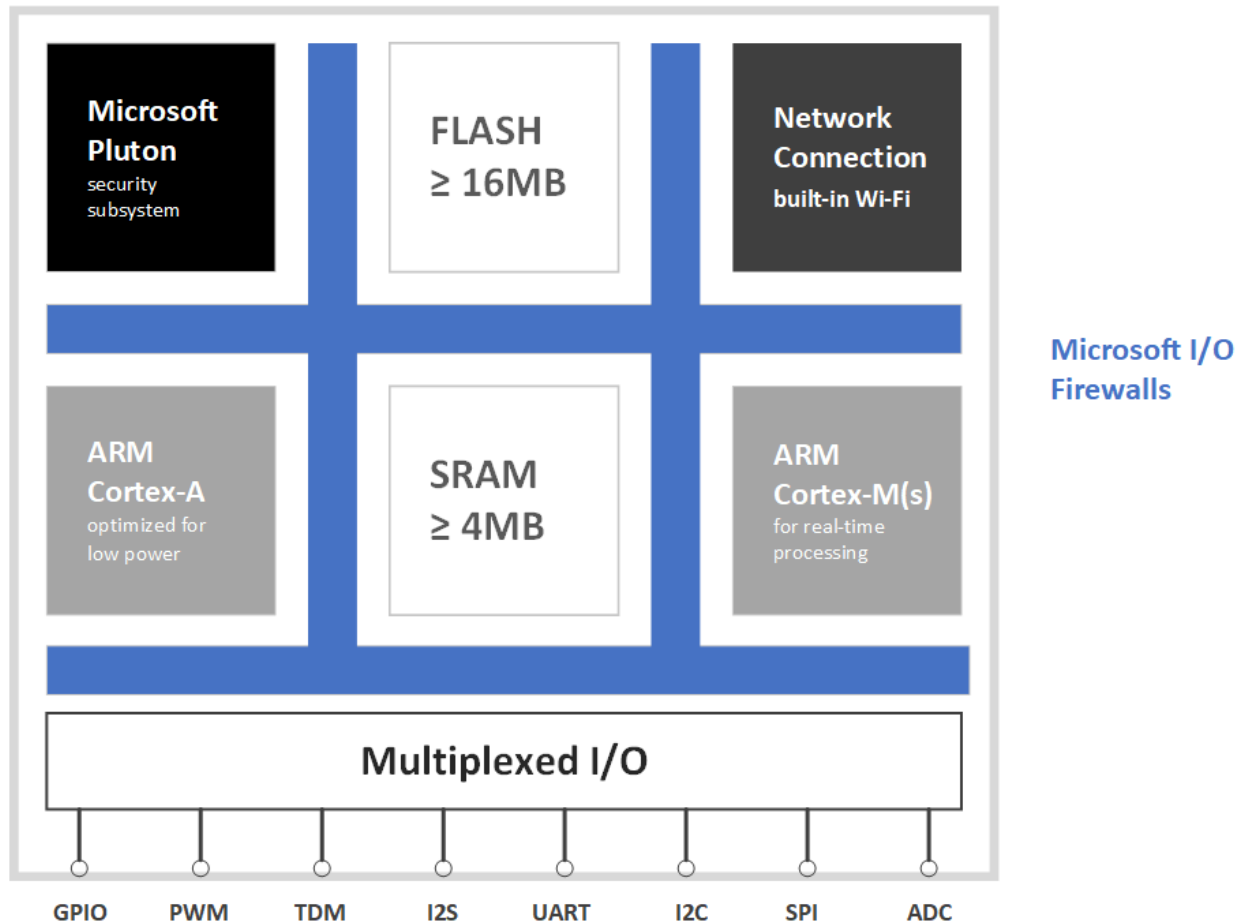 Microsoft
Pluton
security
subsystem
FLASH
≥ 16MB
Network
Connection
built-in Wi-Fi
Microsoft I/O
Firewalls
ARM
Cortex-A
optimized for
low power
SRAM
≥ 4MB
ARM
Cortex-M(s)
for real-time
processing
Multiplexed I/O
GPIO PWM TDM I2S UART I2C SPI ADC